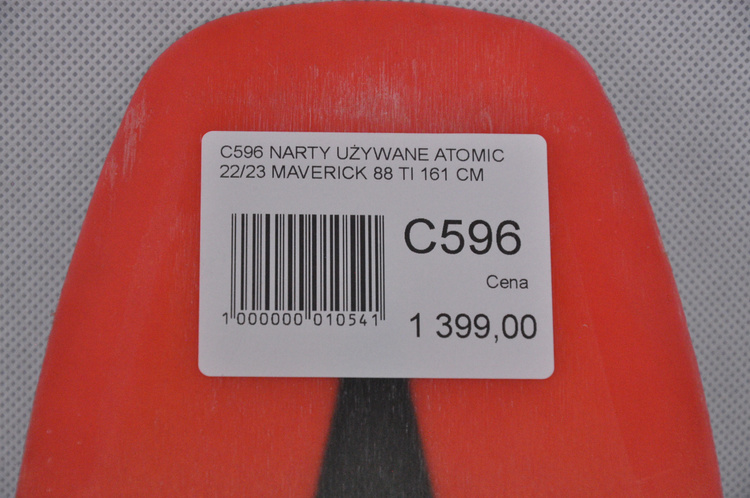 C596 NARTY UŻYWANE ATOMIC
22/23 MAVERICK 88 TI 161 CM
C596
Cena
1 399,00
1 000000 010541